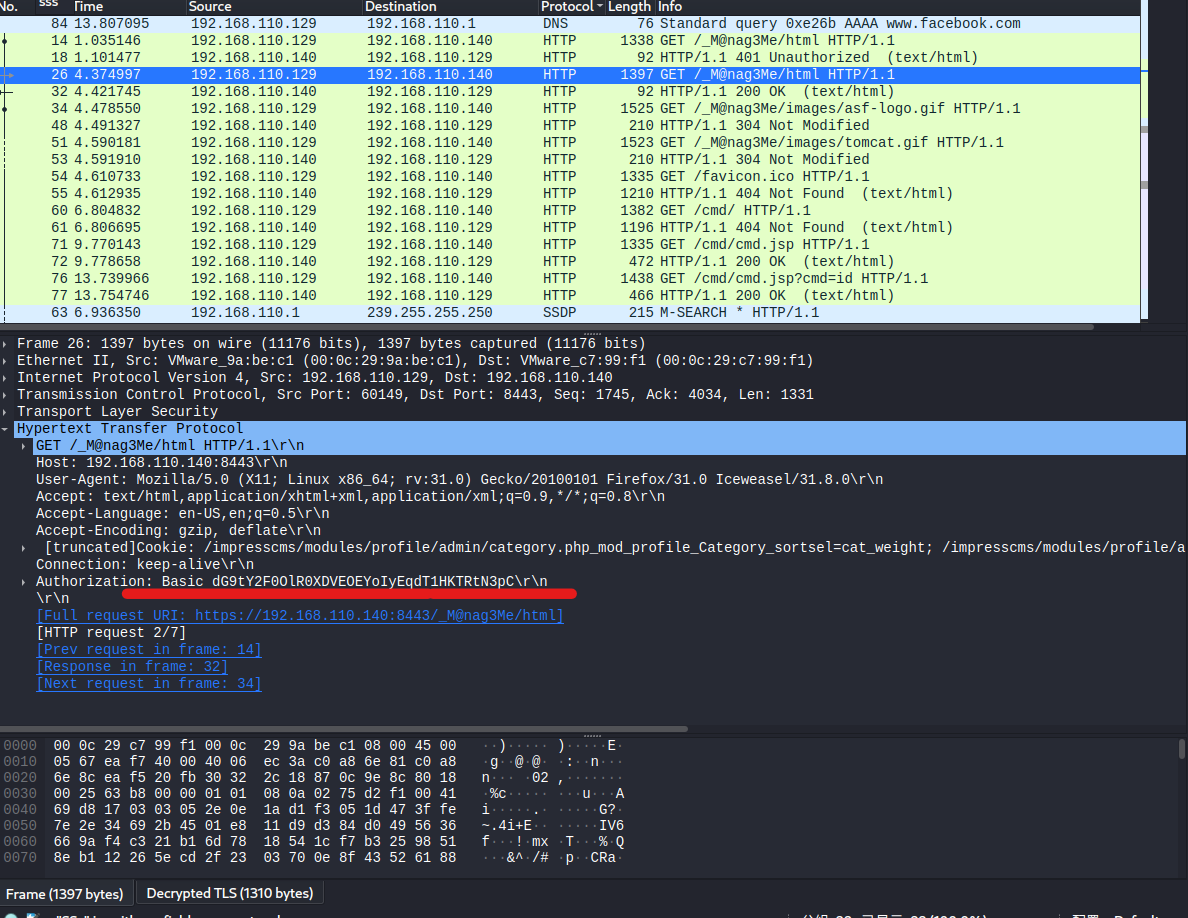 No. sss Time Source Destination Protocol Length Info
84 13.807095 192.168.110.129 192.168.110.1 DNS 76 Standard query 0xe26b AAAA www.facebook.com
14 1.035146 192.168.110.129 192.168.110.140 HTTP 1338 GET /_M@nag3Me/html HTTP/1.1
18 1.101477 192.168.110.140 192.168.110.129 HTTP 92 HTTP/1.1 401 Unauthorized (text/html)
26 4.374997 192.168.110.129 192.168.110.140 HTTP 1397 GET /_M@nag3Me/html HTTP/1.1
32 4.421745 192.168.110.140 192.168.110.129 HTTP 92 HTTP/1.1 200 OK (text/html)
34 4.478550 192.168.110.129 192.168.110.140 HTTP 1525 GET /_M@nag3Me/images/asf-logo.gif HTTP/1.1
48 4.491327 192.168.110.140 192.168.110.129 HTTP 210 HTTP/1.1 304 Not Modified
51 4.590181 192.168.110.129 192.168.110.140 HTTP 1523 GET /_M@nag3Me/images/tomcat.gif HTTP/1.1
53 4.591910 192.168.110.140 192.168.110.129 HTTP 210 HTTP/1.1 304 Not Modified
54 4.610733 192.168.110.129 192.168.110.140 HTTP 1335 GET /favicon.ico HTTP/1.1
55 4.612935 192.168.110.140 192.168.110.129 HTTP 1210 HTTP/1.1 404 Not Found (text/html)
60 6.804832 192.168.110.129 192.168.110.140 HTTP 1382 GET /cmd/ HTTP/1.1
61 6.806695 192.168.110.140 192.168.110.129 HTTP 1196 HTTP/1.1 404 Not Found (text/html)
71 9.770143 192.168.110.129 192.168.110.140 HTTP 1335 GET /cmd/cmd.jsp HTTP/1.1
72 9.778658 192.168.110.140 192.168.110.129 HTTP 472 HTTP/1.1 200 OK (text/html)
76 13.739966 192.168.110.129 192.168.110.140 HTTP 1438 GET /cmd/cmd.jsp?cmd=id HTTP/1.1
77 13.754746 192.168.110.140 192.168.110.129 HTTP 466 HTTP/1.1 200 OK (text/html)
63 6.936350 192.168.110.1 239.255.255.250 SSDP 215 M-SEARCH * HTTP/1.1
Frame 26: 1397 bytes on wire (11176 bits), 1397 bytes captured (11176 bits)
Ethernet II, Src: VMware_9a:be:c1 (00:0c:29:9a:be:c1), Dst: VMware_c7:99:f1 (00:0c:29:c7:99:f1)
Internet Protocol Version 4, Src: 192.168.110.129, Dst: 192.168.110.140
Transmission Control Protocol, Src Port: 60149, Dst Port: 8443, Seq: 1745, Ack: 4034, Len: 1331
Transport Layer Security
Hypertext Transfer Protocol
GET /_M@nag3Me/html HTTP/1.1\r\n
Host: 192.168.110.140:8443\r\n
User-Agent: Mozilla/5.0 (X11; Linux x86_64; rv:31.0) Gecko/20100101 Firefox/31.0 Iceweasel/31.8.0\r\n
Accept: text/html,application/xhtml+xml,application/xml;q=0.9,*/*;q=0.8\r\n
Accept-Language: en-US,en;q=0.5\r\n
Accept-Encoding: gzip, deflate\r\n
[truncated]Cookie: /impresscms/modules/profile/admin/category.php_mod_profile_Category_sortsel=cat_weight; /impresscms/modules/profile/a
Connection: keep-alive\r\n
Authorization: Basic dG9tY2F0OlR0XDVEOEYoIyEqdT1HKTRtN3pC\r\n
\r\n
[Full request URI: https://192.168.110.140:8443/_M@nag3Me/html]
[HTTP request 2/7]
[Prev request in frame: 14]
[Response in frame: 32]
[Next request in frame: 34]
0000 00 0c 29 c7 99 f1 00 0c 29 9a be c1 08 00 45 00 ··)····· )·····E·
0010 05 67 ea f7 40 00 40 06 ec 3a c0 a8 6e 81 c0 a8 ·g··@·@· ·:··n···
0020 6e 8c ea f5 20 fb 30 32 2c 18 87 0c 9e 8c 80 18 n··· ·02 ,·······
0030 00 25 63 b8 00 00 01 01 08 0a 02 75 d2 f1 00 41 ·%c····· ···u···A
0040 69 d8 17 03 03 05 2e 0e 1a d1 f3 05 1d 47 3f fe i·····.· ·····G?·
0050 7e 2e 34 69 2b 45 01 e8 11 d9 d3 84 d0 49 56 36 ~.4i+E·· ·····IV6
0060 66 9a f4 c3 21 b1 6d 78 18 54 1c f7 b3 25 98 51 f···!·mx ·T···%·Q
0070 8e b1 12 26 5e cd 2f 23 03 70 0e 8f 43 52 61 88 ···&^·/# ·p··CRa·
Frame (1397 bytes) Decrypted TLS (1310 bytes)